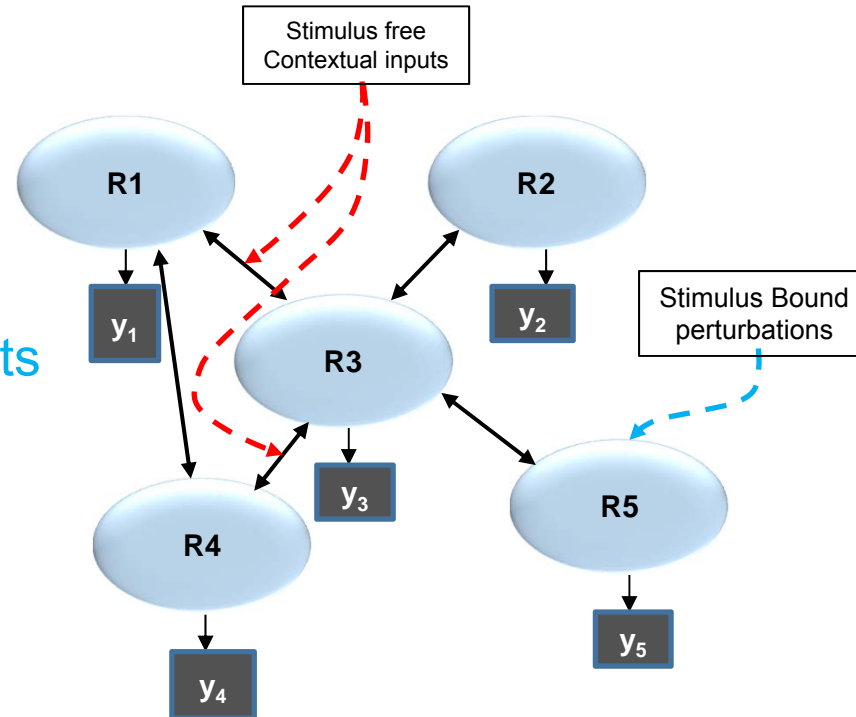 Stimulus free
Contextual inputs
R1
R2
y₁
y₂
Stimulus Bound
perturbations
ts
R3
y₃
R5
R4
y₅
y₄